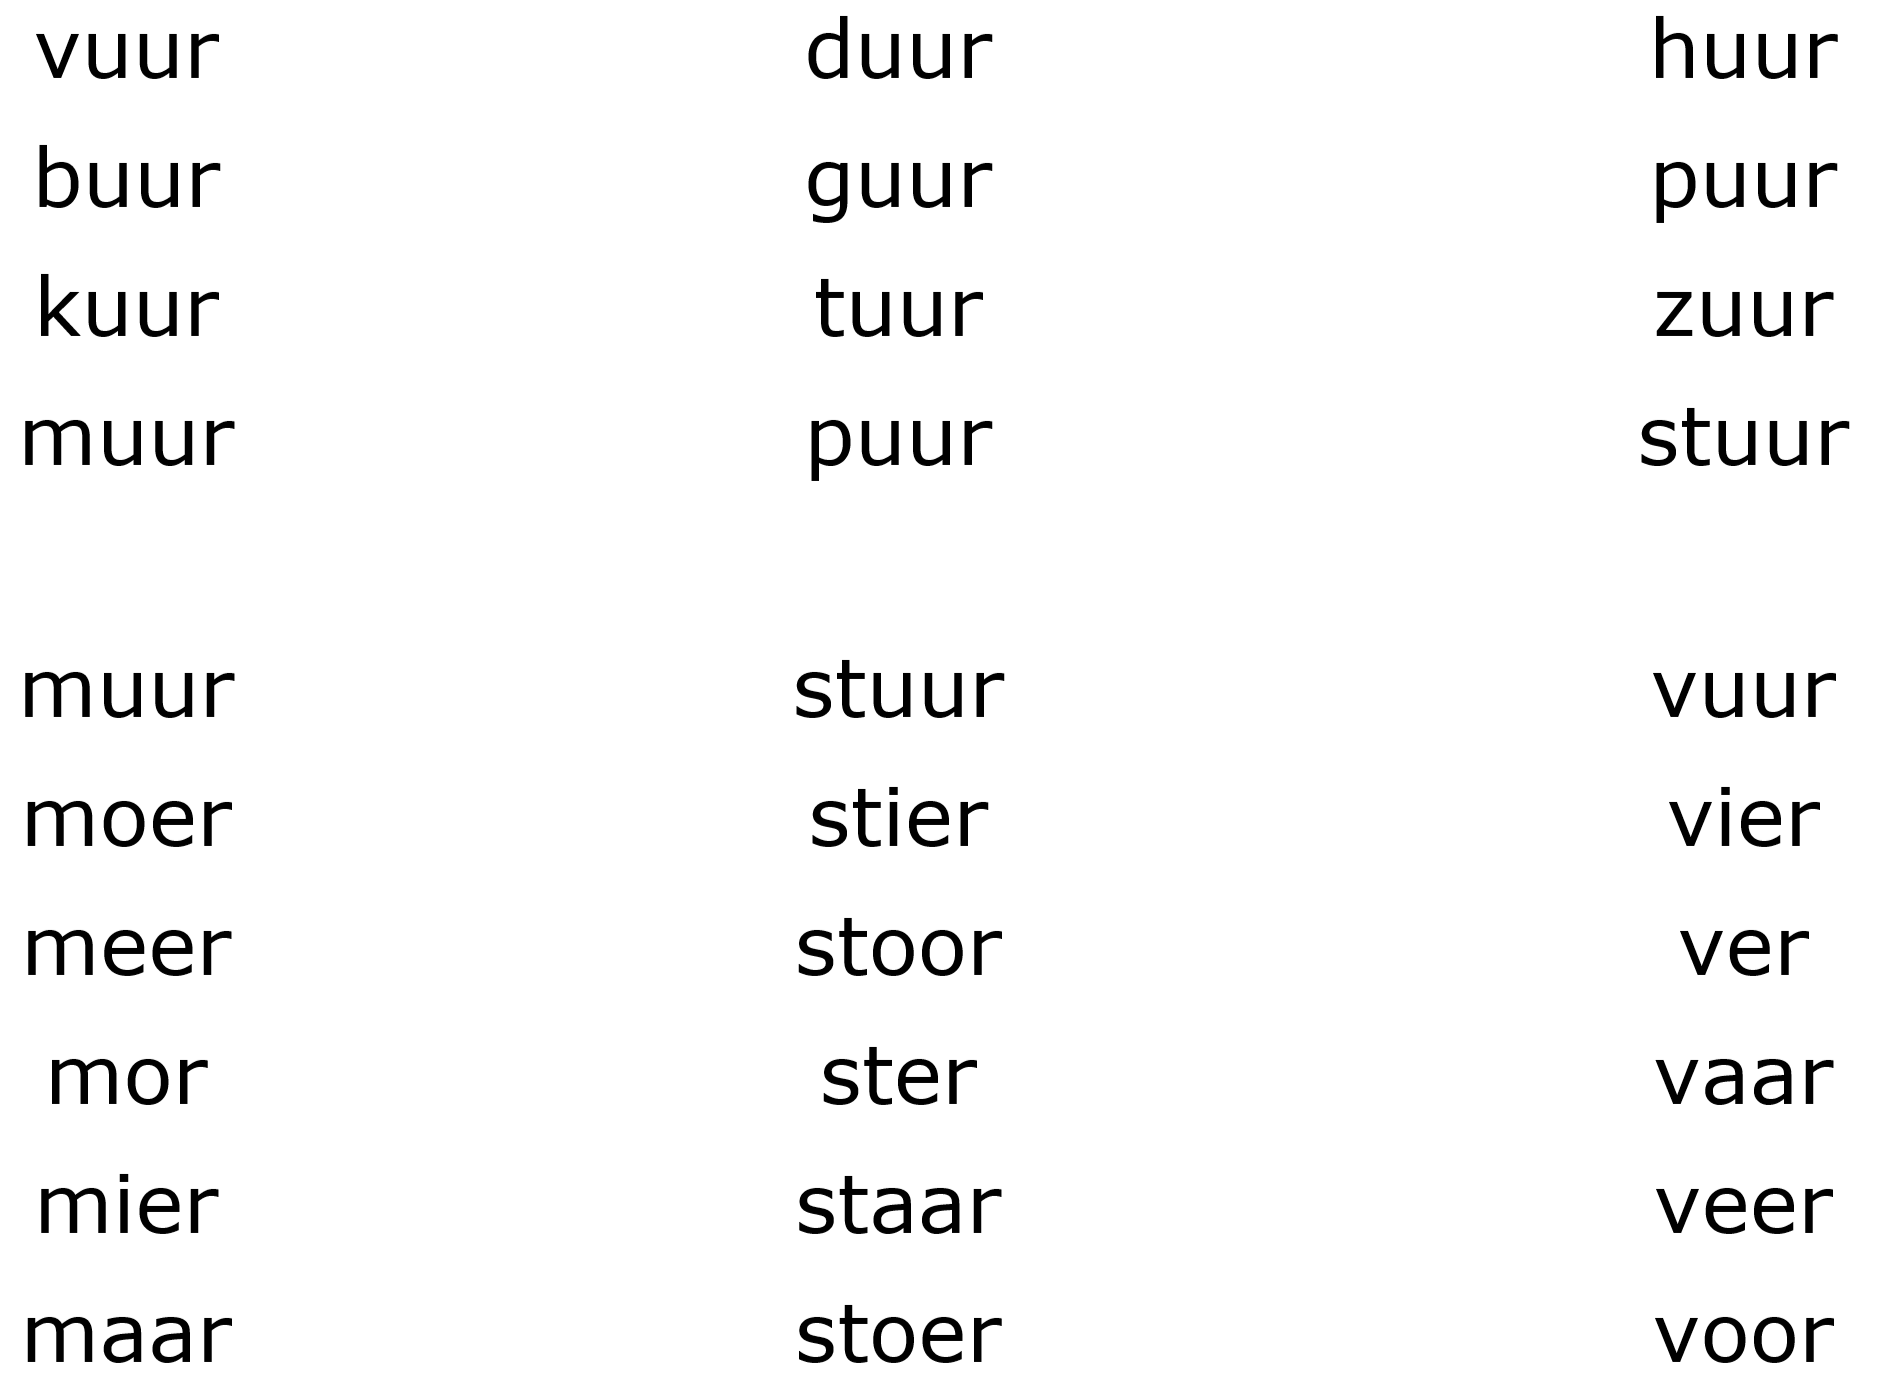 vuur duur huur
buur guur puur
kuur tuur zuur
muur puur stuur
muur stuur vuur
moer stier vier
meer stoor ver
mor ster vaar
mier staar veer
maar stoer voor